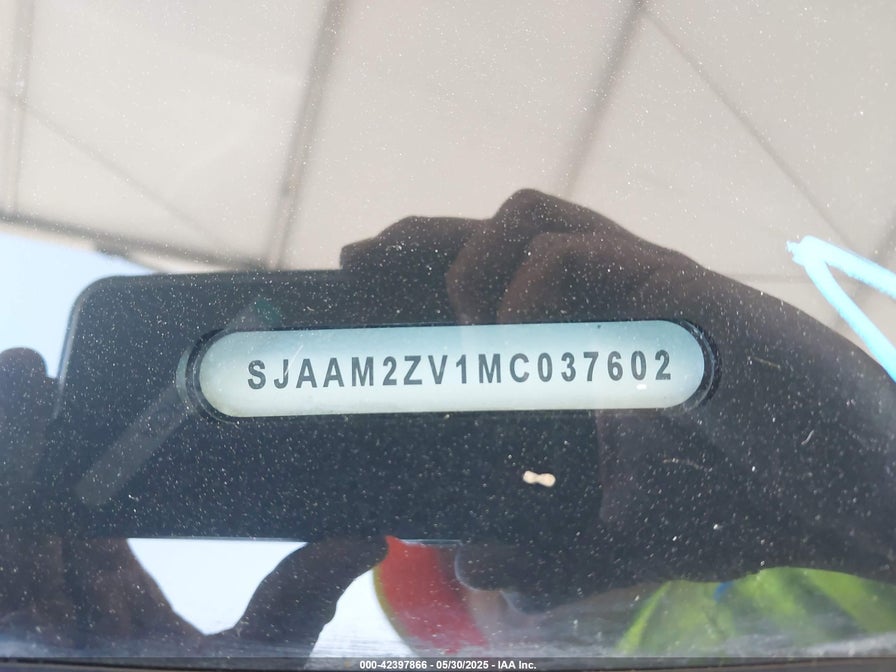 SJAAM2ZV1MC037602
000-42397866 - 05/30/2025 - IAA Inc.